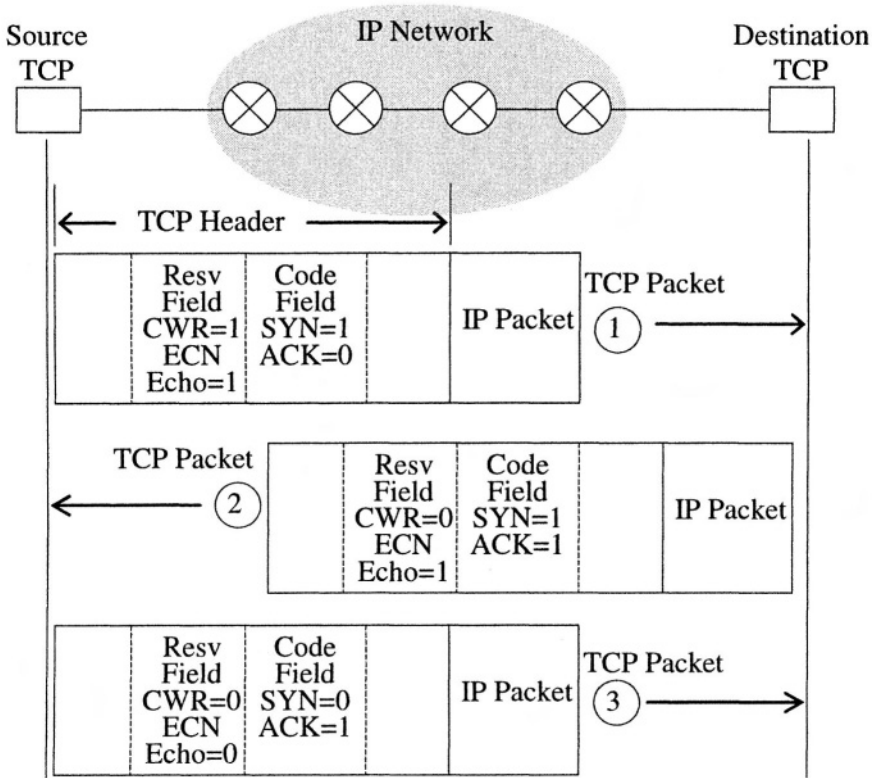 Source
TCP
IP Network
Destination
TCP
TCP Header
Resv
Field
CWR=1
ECN
Echo=1
Code
Field
SYN=1
ACK=0
IP Packet
TCP Packet
1
TCP Packet
2
Resv
Field
CWR=0
ECN
Echo=1
Code
Field
SYN=1
ACK=1
IP Packet
Resv
Field
CWR=0
ECN
Echo=0
Code
Field
SYN=0
ACK=1
IP Packet
TCP Packet
3